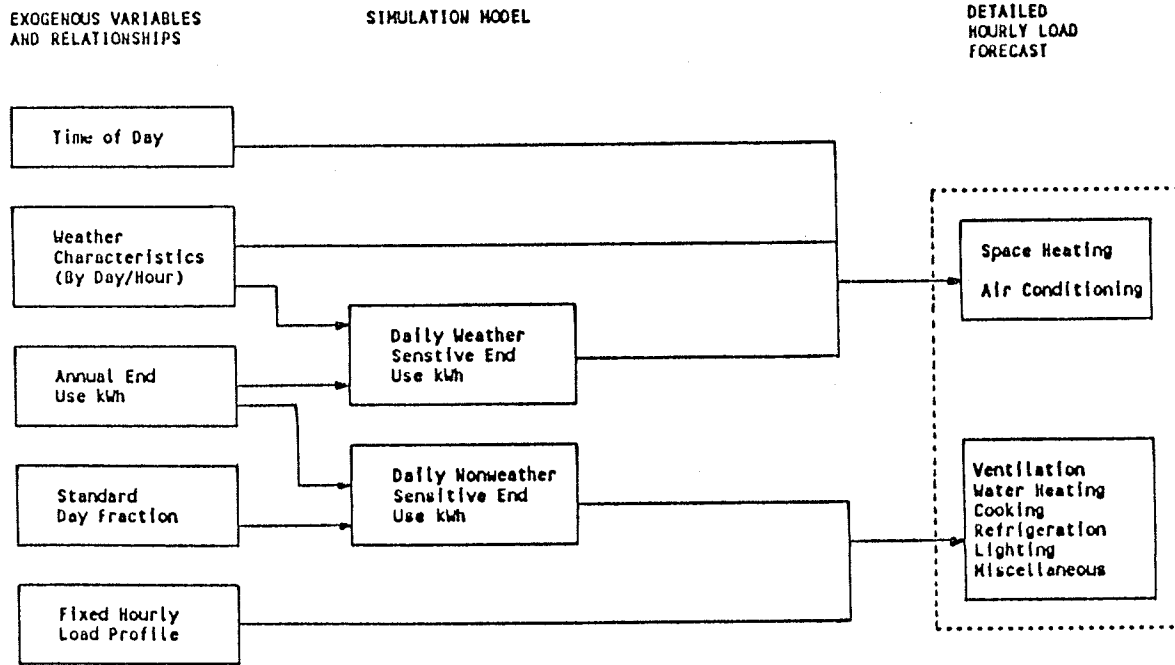 EXOGENOUS VARIABLES
AND RELATIONSHIPS
SIMULATION MODEL
DETAILED
HOURLY LOAD
FORECAST
Time of Day
Weather
Characteristics
(By Day/Hour)
Annual End
Use kWh
Standard
Day Fraction
Fixed Hourly
Load Profile
Daily Weather
Senstive End
Use kWh
Daily Nonweather
Sensitive End
Use kWh
Space Heating
Air Conditioning
Ventilation
Water Heating
Cooking
Refrigeration
Lighting
Miscellaneous